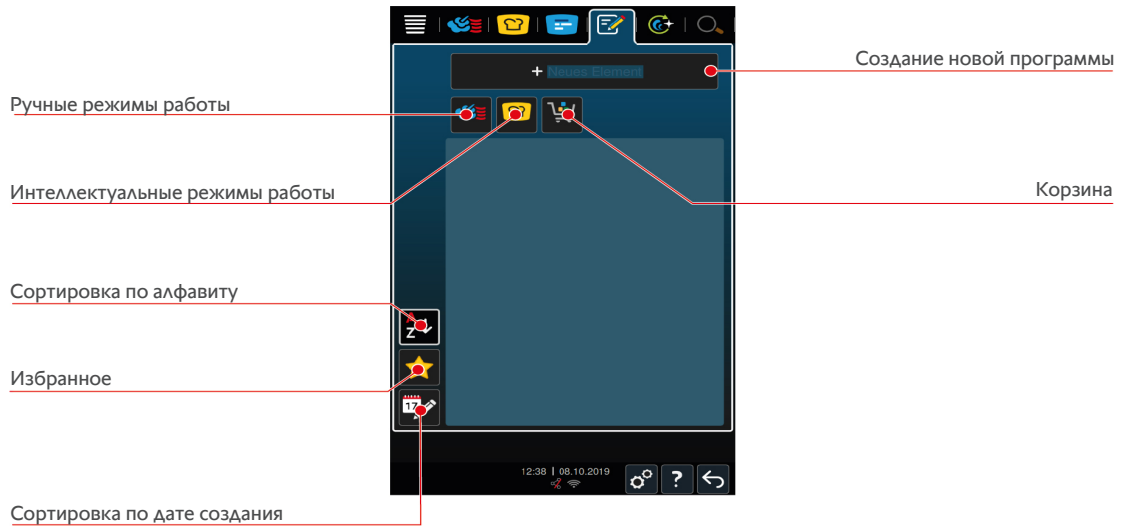 Создание новой программы
+ Neues Element
Ручные режимы работы
Интеллектуальные режимы работы
Корзина
Сортировка по алфавиту
A
Z
Избранное
17
12:38 | 08.10.2019
?
Сортировка по дате создания